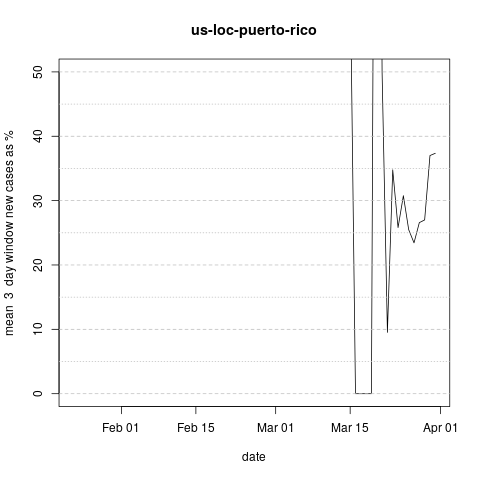 us-loc-puerto-rico
mean 3 day window new cases as %
50
40
30
20
10
0
Feb 01 Feb 15 Mar 01 Mar 15 Apr 01
date